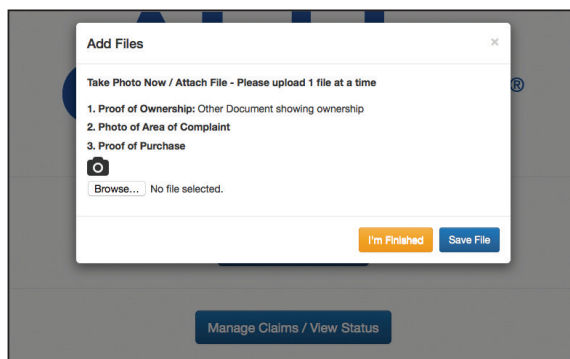 Add Files
×
Take Photo Now / Attach File - Please upload 1 file at a time
1. Proof of Ownership: Other Document showing ownership
2. Photo of Area of Complaint
3. Proof of Purchase
Browse... No file selected.
I'm Finished Save File
®
Manage Claims / View Status